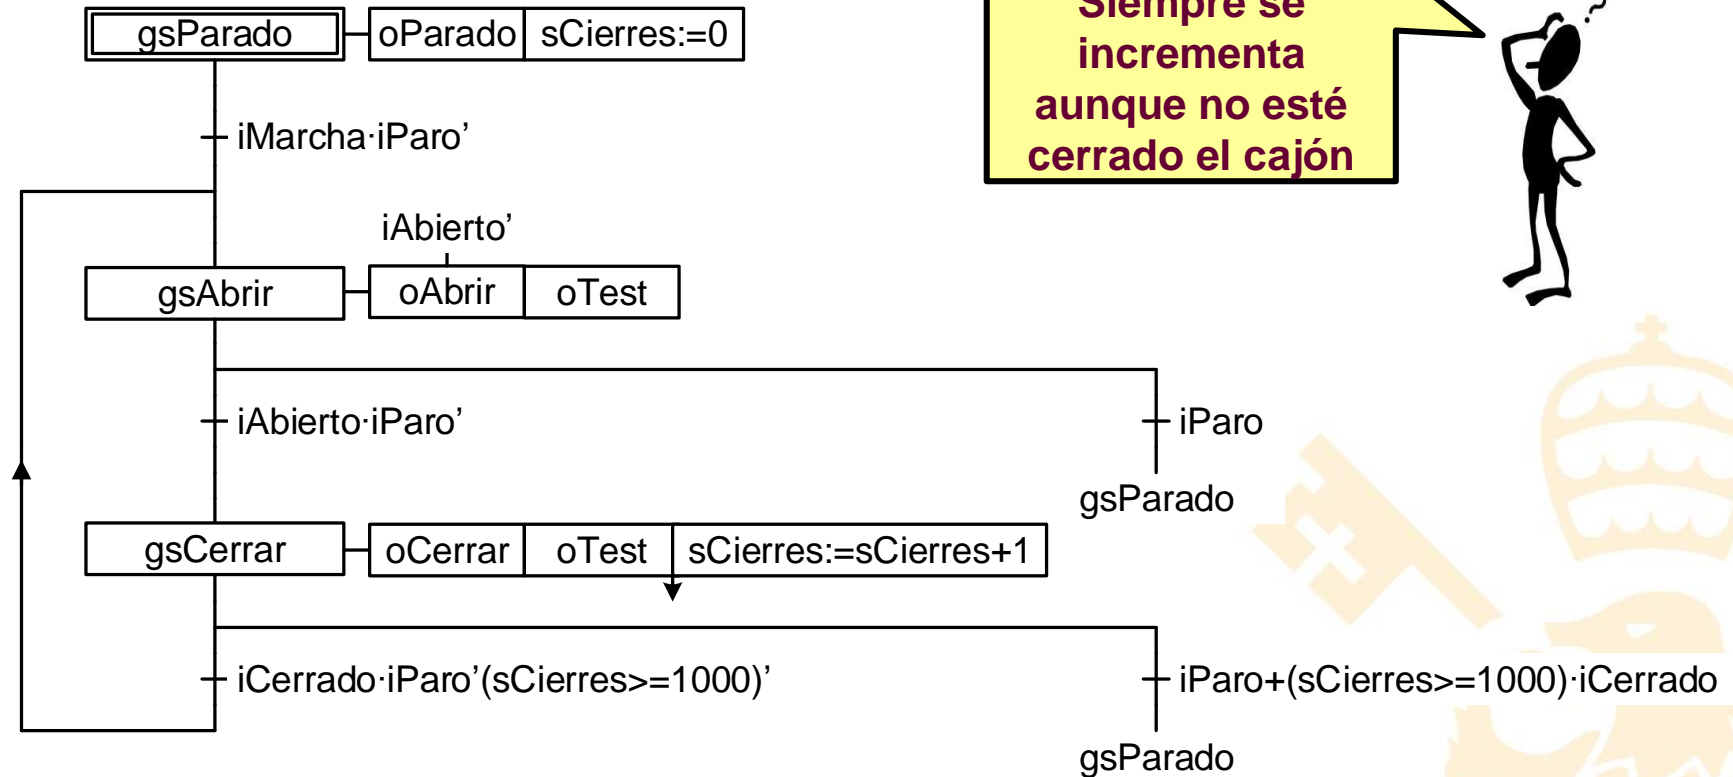 gsParado oParado sCierres:=0
Siempre se
incrementa
aunque no esté
cerrado el cajón
iMarcha·iParo’
iAbierto’
gsAbrir oAbrir oTest
iAbierto·iParo’ iParo
gsParado
gsCerrar oCerrar oTest sCierres:=sCierres+1
iCerrado·iParo’(sCierres>=1000)’ iParo+(sCierres>=1000)·iCerrado
gsParado